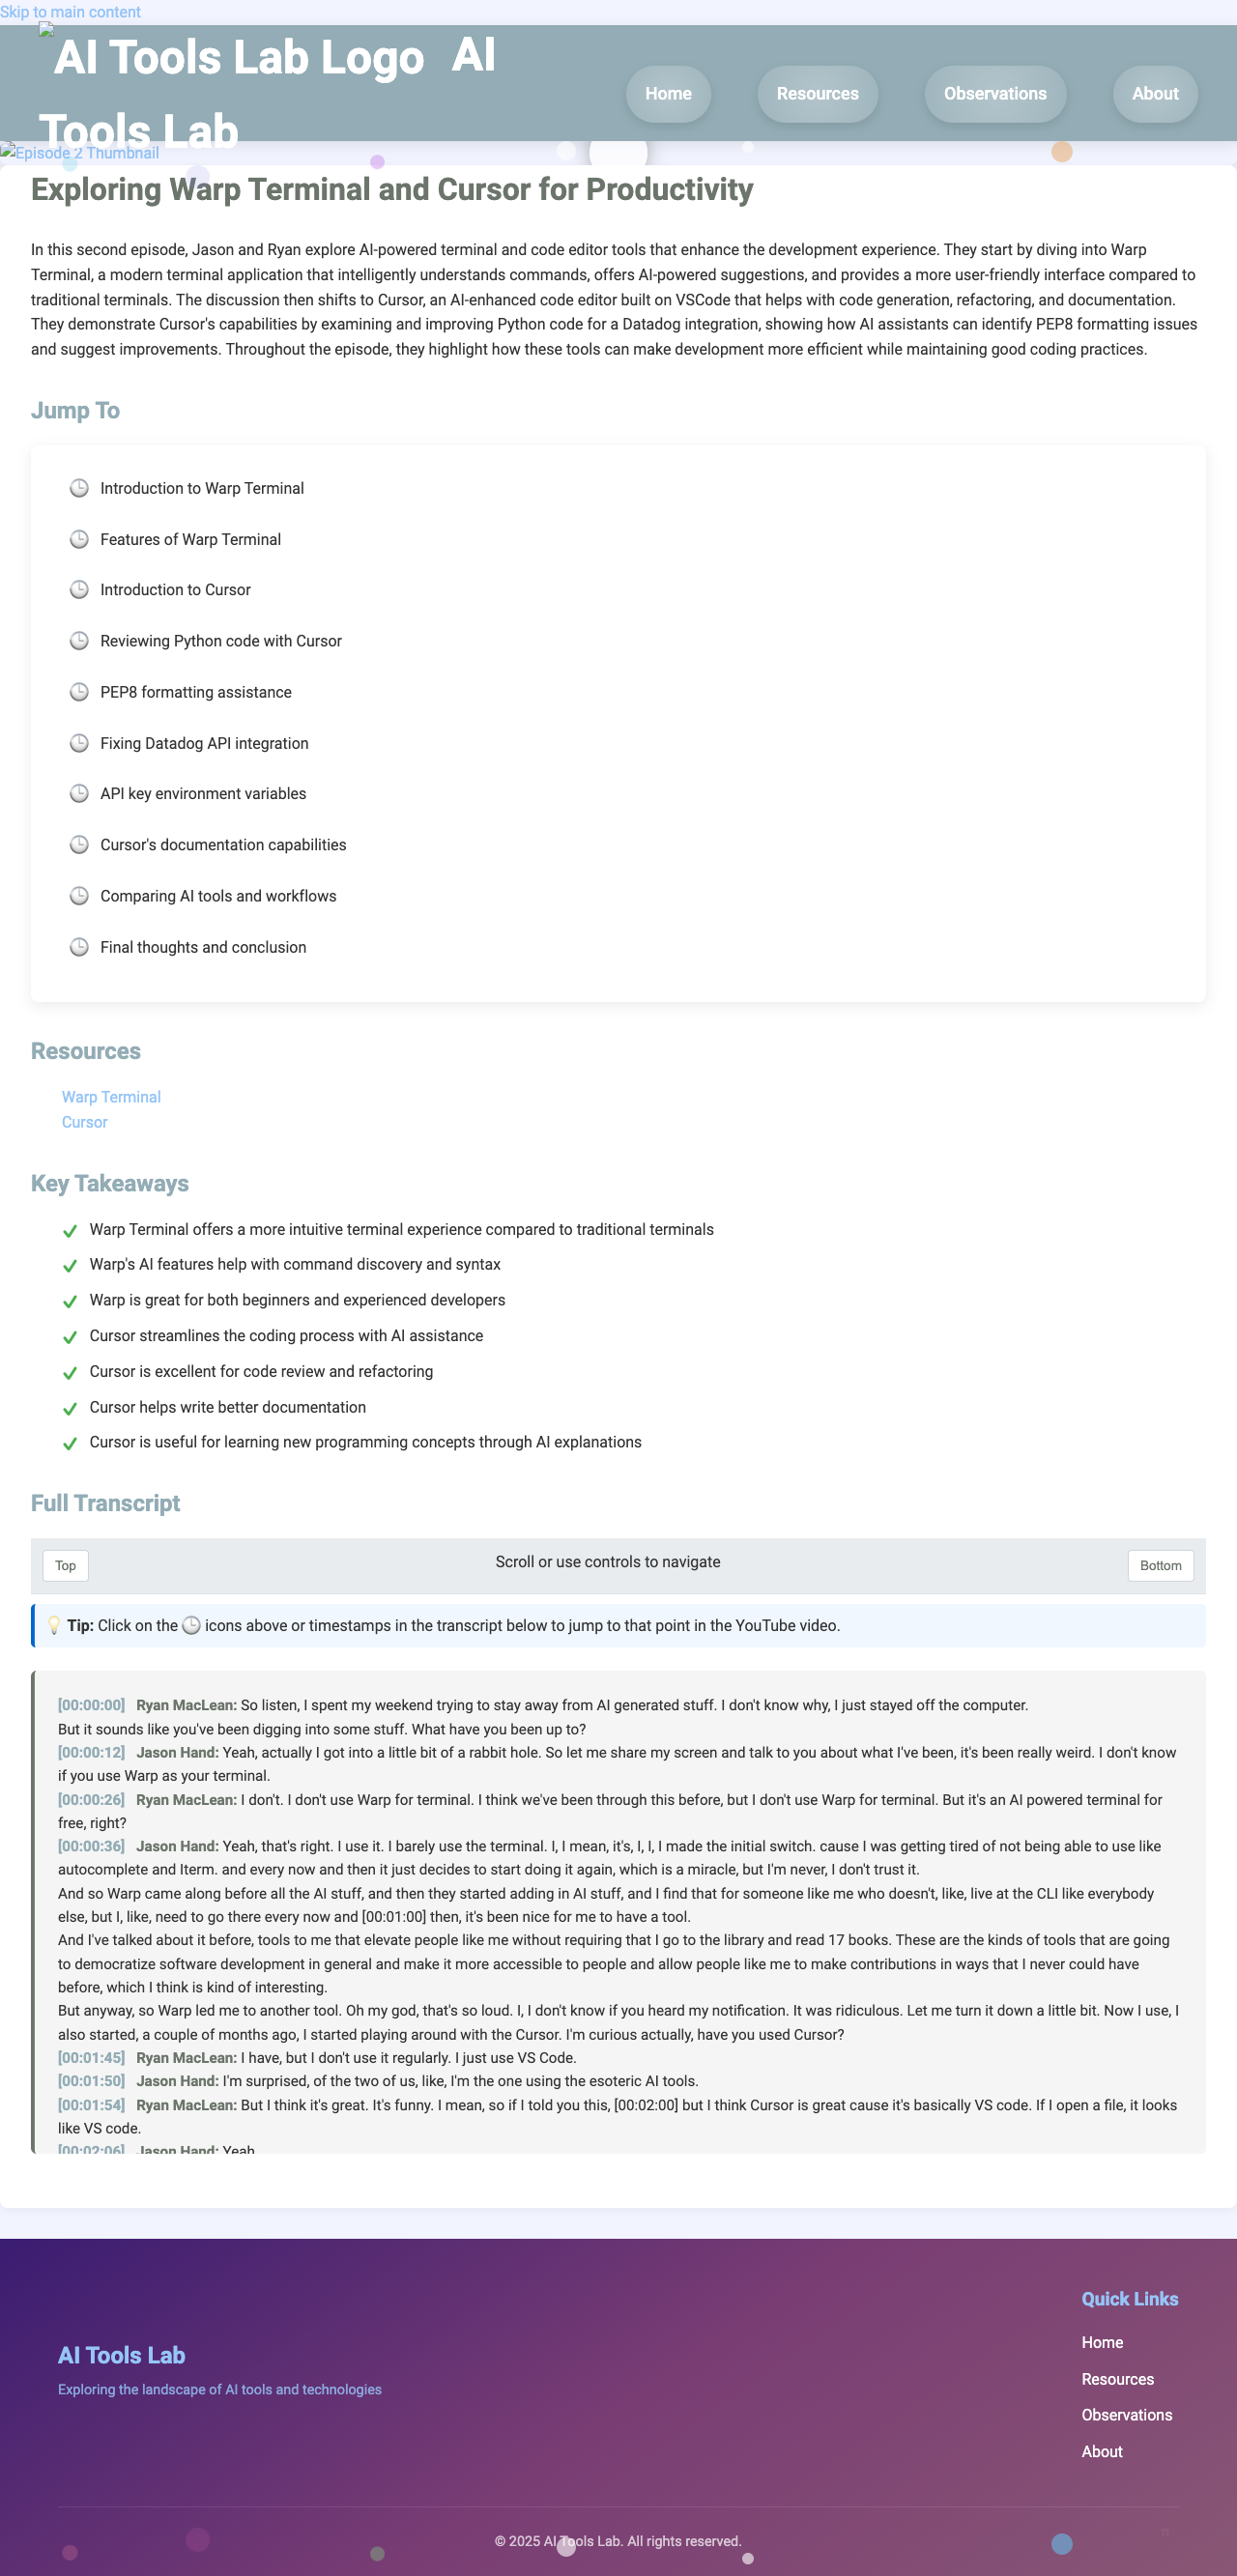 Skip to main content
AI Tools Lab Logo AI
Tools Lab
Home Resources Observations About
Episode 2 Thumbnail
Exploring Warp Terminal and Cursor for Productivity
In this second episode, Jason and Ryan explore AI-powered terminal and code editor tools that enhance the development experience. They start by diving into Warp
Terminal, a modern terminal application that intelligently understands commands, offers AI-powered suggestions, and provides a more user-friendly interface compared to
traditional terminals. The discussion then shifts to Cursor, an AI-enhanced code editor built on VSCode that helps with code generation, refactoring, and documentation.
They demonstrate Cursor's capabilities by examining and improving Python code for a Datadog integration, showing how AI assistants can identify PEP8 formatting issues
and suggest improvements. Throughout the episode, they highlight how these tools can make development more efficient while maintaining good coding practices.
Jump To
Introduction to Warp Terminal
Features of Warp Terminal
Introduction to Cursor
Reviewing Python code with Cursor
PEP8 formatting assistance
Fixing Datadog API integration
API key environment variables
Cursor's documentation capabilities
Comparing AI tools and workflows
Final thoughts and conclusion
Resources
Warp Terminal
Cursor
Key Takeaways
Warp Terminal offers a more intuitive terminal experience compared to traditional terminals
Warp's AI features help with command discovery and syntax
Warp is great for both beginners and experienced developers
Cursor streamlines the coding process with AI assistance
Cursor is excellent for code review and refactoring
Cursor helps write better documentation
Cursor is useful for learning new programming concepts through AI explanations
Full Transcript
Top Scroll or use controls to navigate Bottom
💡 Tip: Click on the 🕒 icons above or timestamps in the transcript below to jump to that point in the YouTube video.
[00:00:00] Ryan MacLean: So listen, I spent my weekend trying to stay away from AI generated stuff. I don't know why, I just stayed off the computer.
But it sounds like you've been digging into some stuff. What have you been up to?
[00:00:12] Jason Hand: Yeah, actually I got into a little bit of a rabbit hole. So let me share my screen and talk to you about what I've been, it's been really weird. I don't know
if you use Warp as your terminal.
[00:00:26] Ryan MacLean: I don't. I don't use Warp for terminal. I think we've been through this before, but I don't use Warp for terminal. But it's an AI powered terminal for
free, right?
[00:00:36] Jason Hand: Yeah, that's right. I use it. I barely use the terminal. I, I mean, it's, I, I, I made the initial switch. cause I was getting tired of not being able to use like
autocomplete and Iterm. and every now and then it just decides to start doing it again, which is a miracle, but I'm never, I don't trust it.
And so Warp came along before all the AI stuff, and then they started adding in AI stuff, and I find that for someone like me who doesn't, like, live at the CLI like everybody
else, but I, like, need to go there every now and [00:01:00] then, it's been nice for me to have a tool.
And I've talked about it before, tools to me that elevate people like me without requiring that I go to the library and read 17 books. These are the kinds of tools that are going
to democratize software development in general and make it more accessible to people and allow people like me to make contributions in ways that I never could have
before, which I think is kind of interesting.
But anyway, so Warp led me to another tool. Oh my god, that's so loud. I, I don't know if you heard my notification. It was ridiculous. Let me turn it down a little bit. Now I use, I
also started, a couple of months ago, I started playing around with the Cursor. I'm curious actually, have you used Cursor?
[00:01:45] Ryan MacLean: I have, but I don't use it regularly. I just use VS Code.
[00:01:50] Jason Hand: I'm surprised, of the two of us, like, I'm the one using the esoteric AI tools.
[00:01:54] Ryan MacLean: But I think it's great. It's funny. I mean, so if I told you this, [00:02:00] but I think Cursor is great cause it's basically VS code. If I open a file, it looks
like VS code.
[00:02:06] Jason Hand: Yeah
AI Tools Lab
Exploring the landscape of AI tools and technologies
Quick Links
Home
Resources
Observations
About
© 2025 AI Tools Lab. All rights reserved.